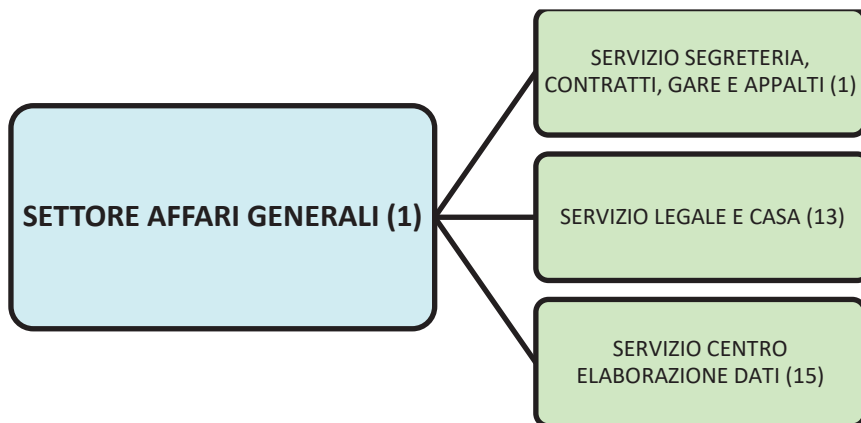 SETTORE AFFARI GENERALI (1)
SERVIZIO SEGRETERIA,
CONTRATTI, GARE E APPALTI (1)
SERVIZIO LEGALE E CASA (13)
SERVIZIO CENTRO
ELABORAZIONE DATI (15)